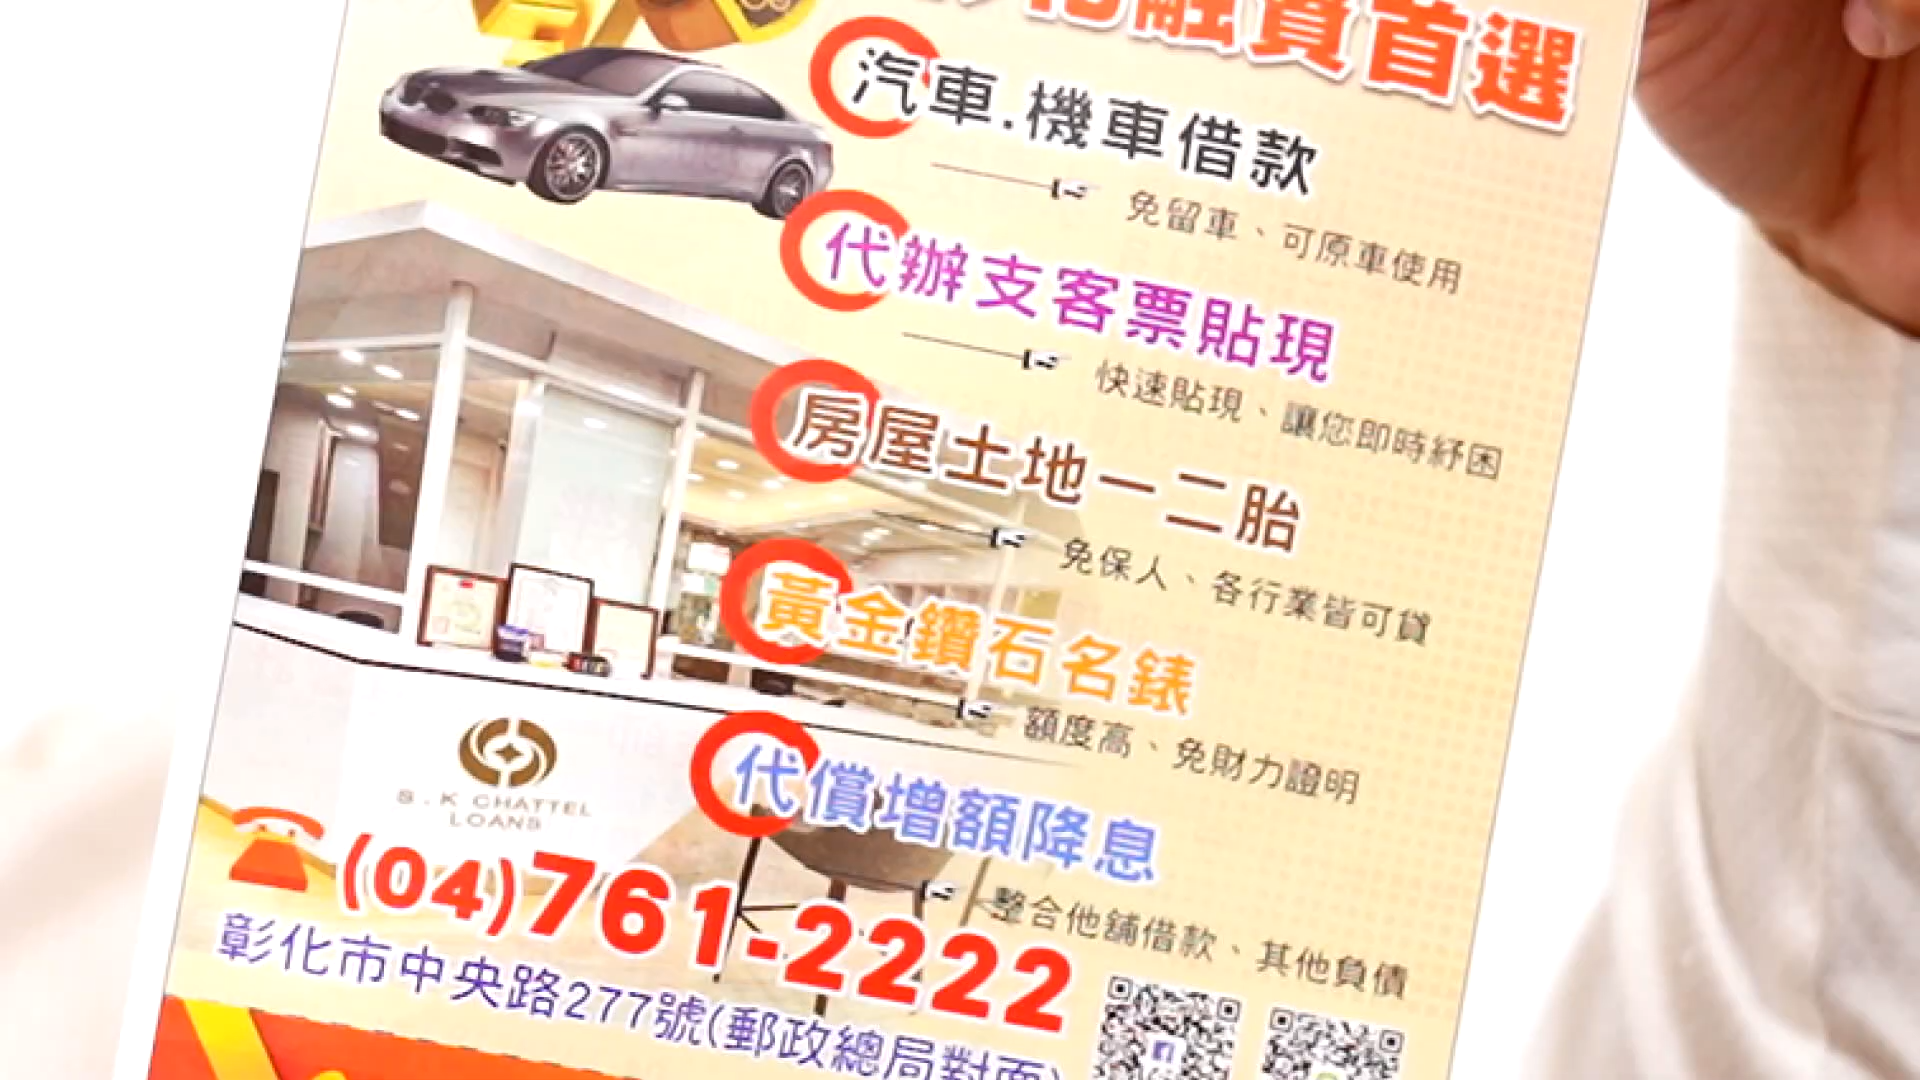 化融資首選
汽車.機車借款
免留車、可原車使用
代辦支客票貼現
快速貼現、讓您即時紓困
房屋土地一二胎
免保人、各行業皆可貸
黃金鑽石名錶
額度高、免財力證明
代償增額降息
整合他舖借款、其他負債
S.K CHATTEL
LOANS
(04)761-2222
彰化市中央路277號(郵政總局對面)